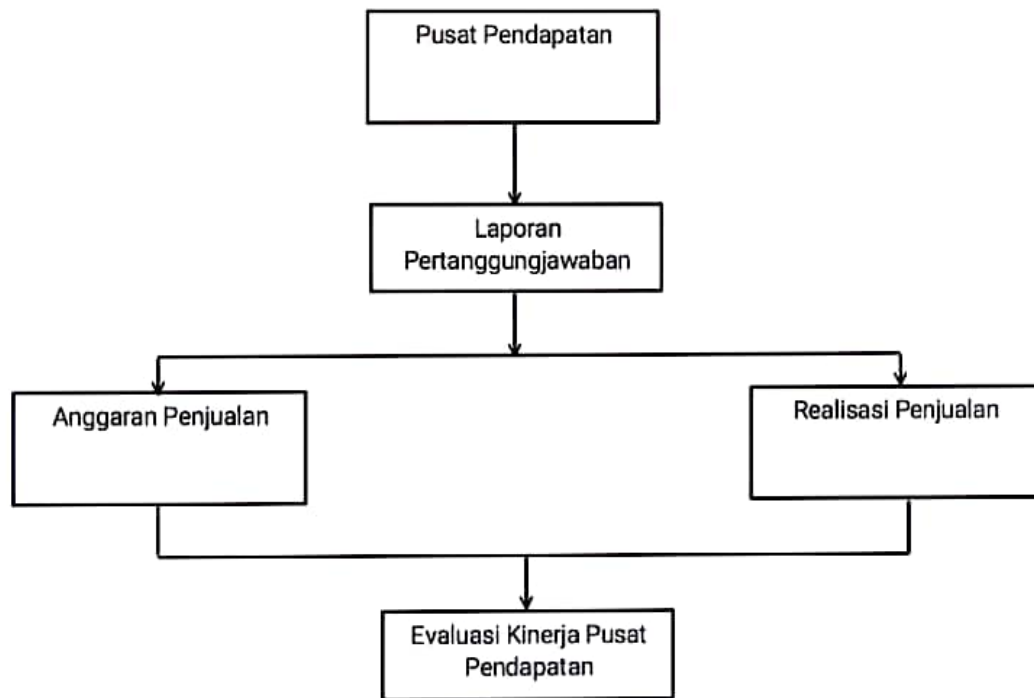 Pusat Pendapatan
Laporan
Pertanggungjawaban
Anggaran Penjualan
Realisasi Penjualan
Evaluasi Kinerja Pusat
Pendapatan